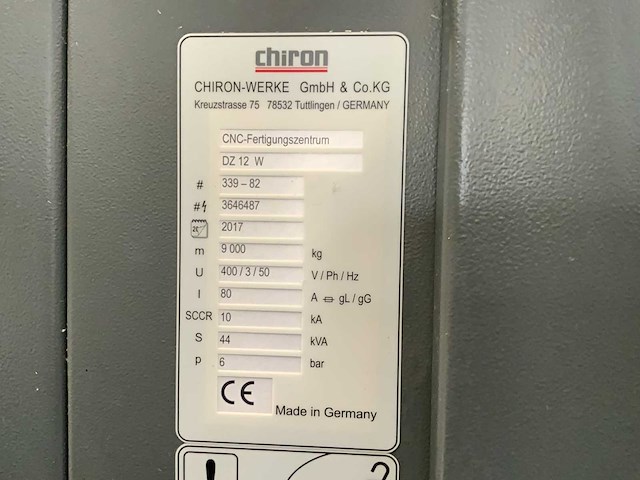 chiron
CHIRON-WERKE GmbH & Co.KG
Kreuzstrasse 75 78532 Tuttlingen / GERMANY
CNC-Fertigungszentrum
DZ 12 W
# 339 – 82
#⚡ 3646487
2017
m 9 000 kg
U 400 / 3 / 50 V / Ph / Hz
I 80 A gL / gG
SCCR 10 kA
S 44 kVA
p 6 bar
CE
Made in Germany
!
2